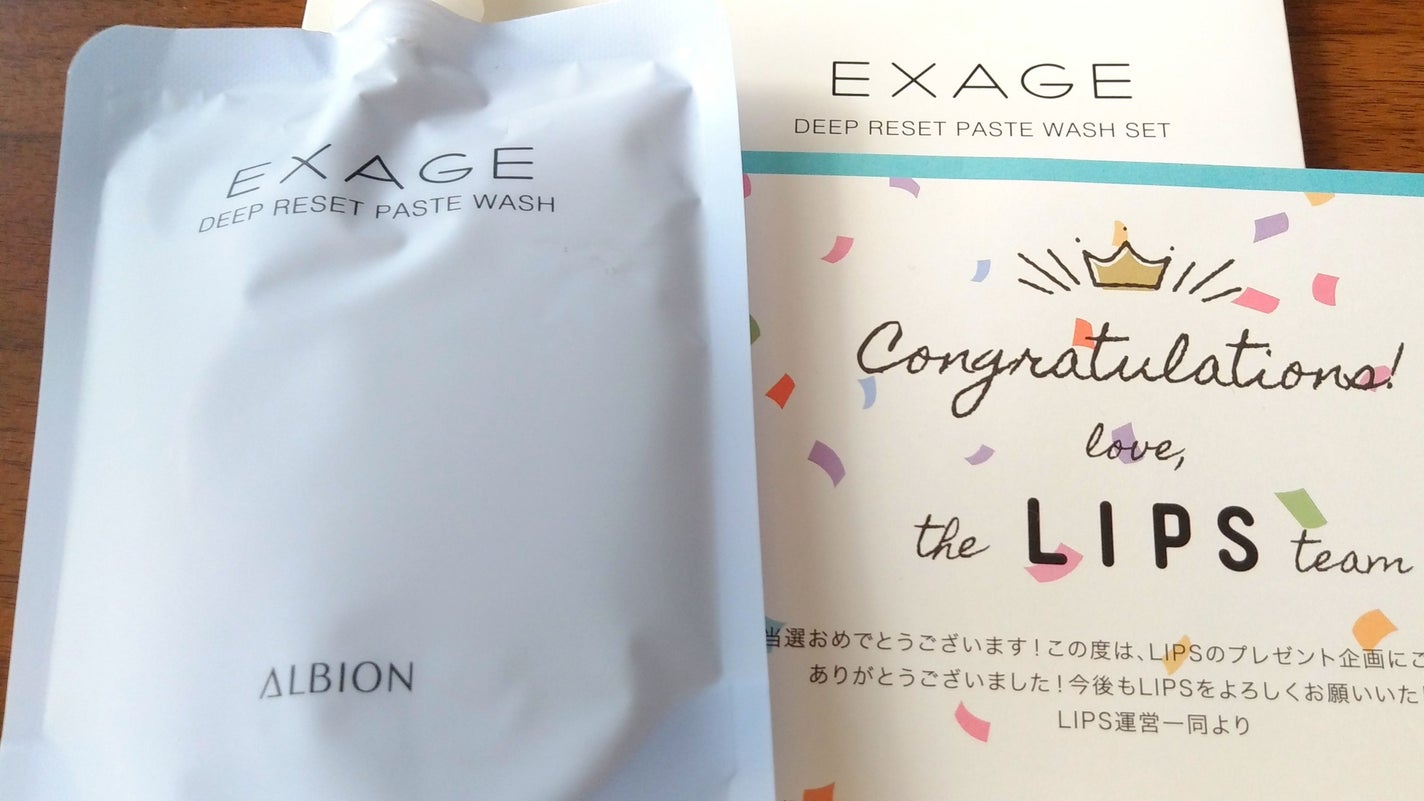 EXAGE
DEEP RESET PASTE WASH
ALBION
EXAGE
DEEP RESET PASTE WASH SET
Congratulations!
love,
the LIPS team
当選おめでとうございます！この度は、LIPSのプレゼント企画にご
ありがとうございました！今後もLIPSをよろしくお願いいた
LIPS運営一同より